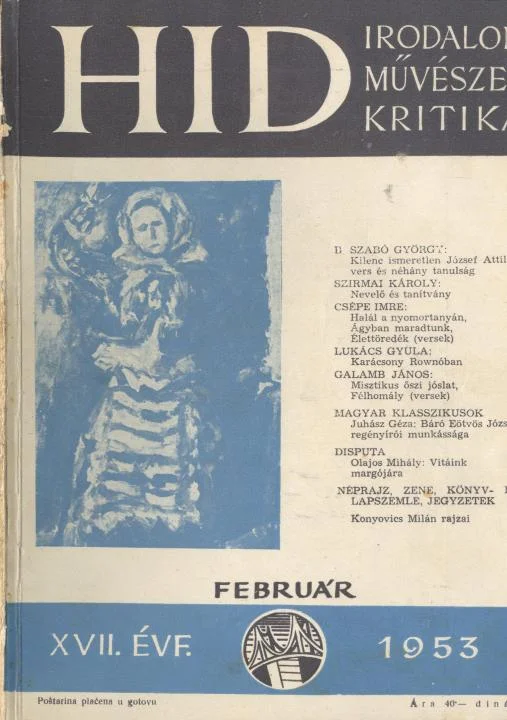 HID
IRODALO
MŰVÉSZE
KRITIKA
B SZABÓ GYÖRGY:
Kilenc ismeretlen József Attil
vers és néhány tanulság
SZIRMAI KÁROLY:
Nevelő és tanítvány
CSÉPE IMRE:
Halál a nyomortanyán,
Ágyban maradtunk,
Élettöredék (versek)
LUKÁCS GYULA:
Karácsony Rownóban
GALAMB JÁNOS:
Misztikus őszi jóslat,
Félhomály (versek)
MAGYAR KLASSZIKUSOK
Juhász Géza: Báró Eötvös Józs
regényírói munkássága
DISPUTA
Olajos Mihály: Vitáink
margójára
NÉPRAJZ, ZENE, KÖNYV-
LAPSZEMLE, JEGYZETEK
Konyovics Milán rajzai
FEBRUÁR
XVII. ÉVF.
1953
Poštarina plaćena u gotovu
Ára 40·— diná